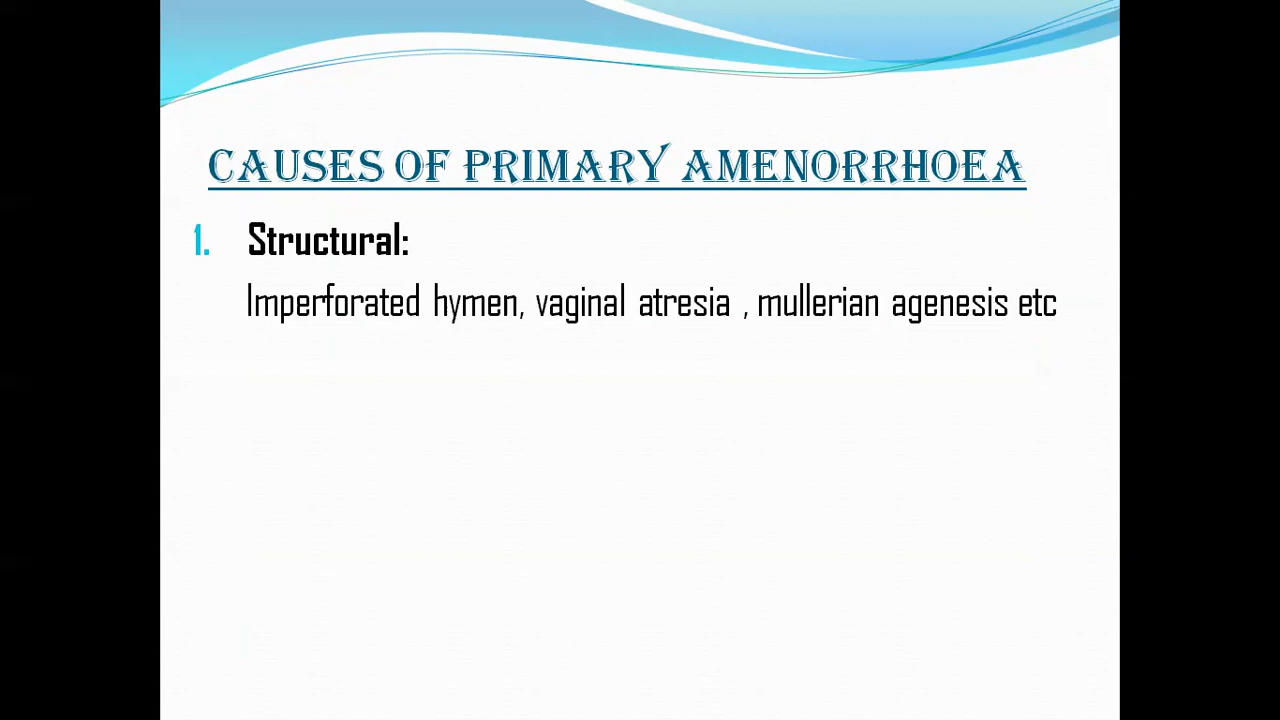 CAUSES OF PRIMARY AMENORRHOEA
1. Structural:
Imperforated hymen, vaginal atresia , mullerian agenesis etc